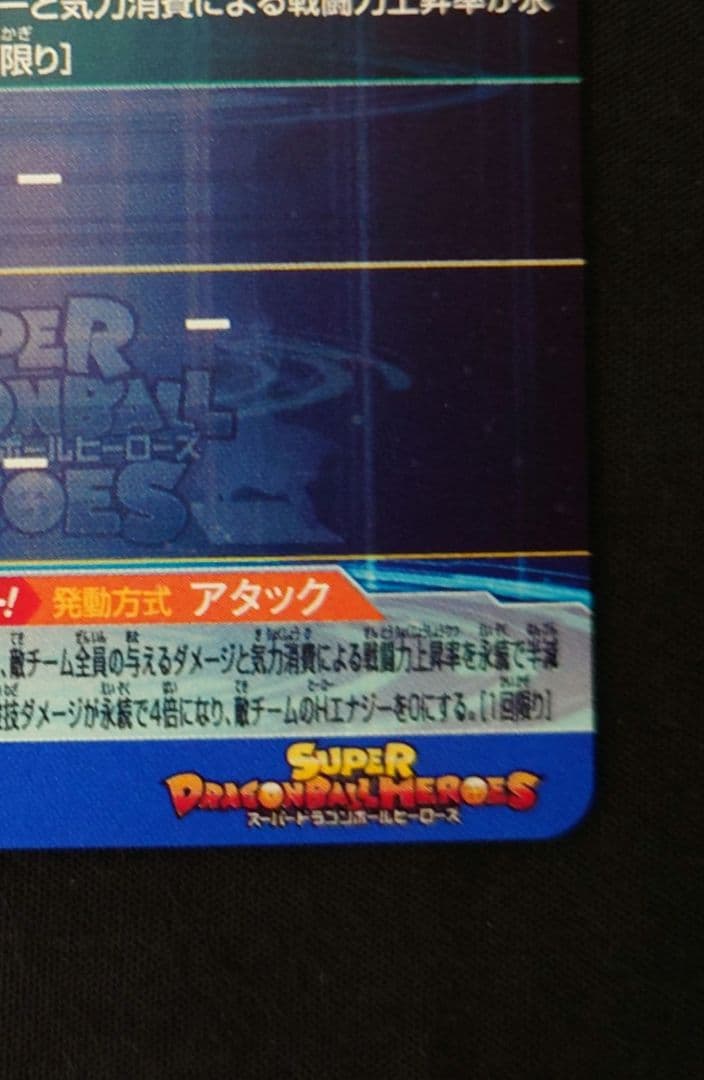 ーと気力消費による戦闘力上昇率が永
かぎ
限り]
PER
ONBALL
ボールヒーローズ
OES
ー! 発動方式 アタック
、敵チーム全員の与えるダメージと気力消費による戦闘力上昇率を永続で半減
技ダメージが永続で4倍になり、敵チームのHエナジーを0にする。[1回限り]
SUPER
DRAGONBALL HEROES
スーパードラゴンボールヒーローズ